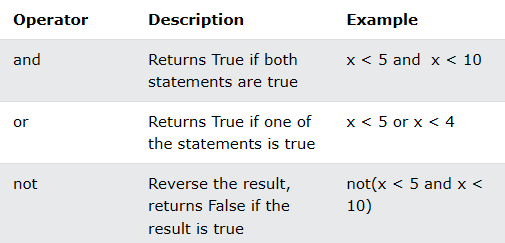 Operator Description Example
and Returns True if both statements are true x < 5 and  x < 10
or Returns True if one of the statements is true x < 5 or x < 4
not Reverse the result, returns False if the result is true not(x < 5 and x < 10)